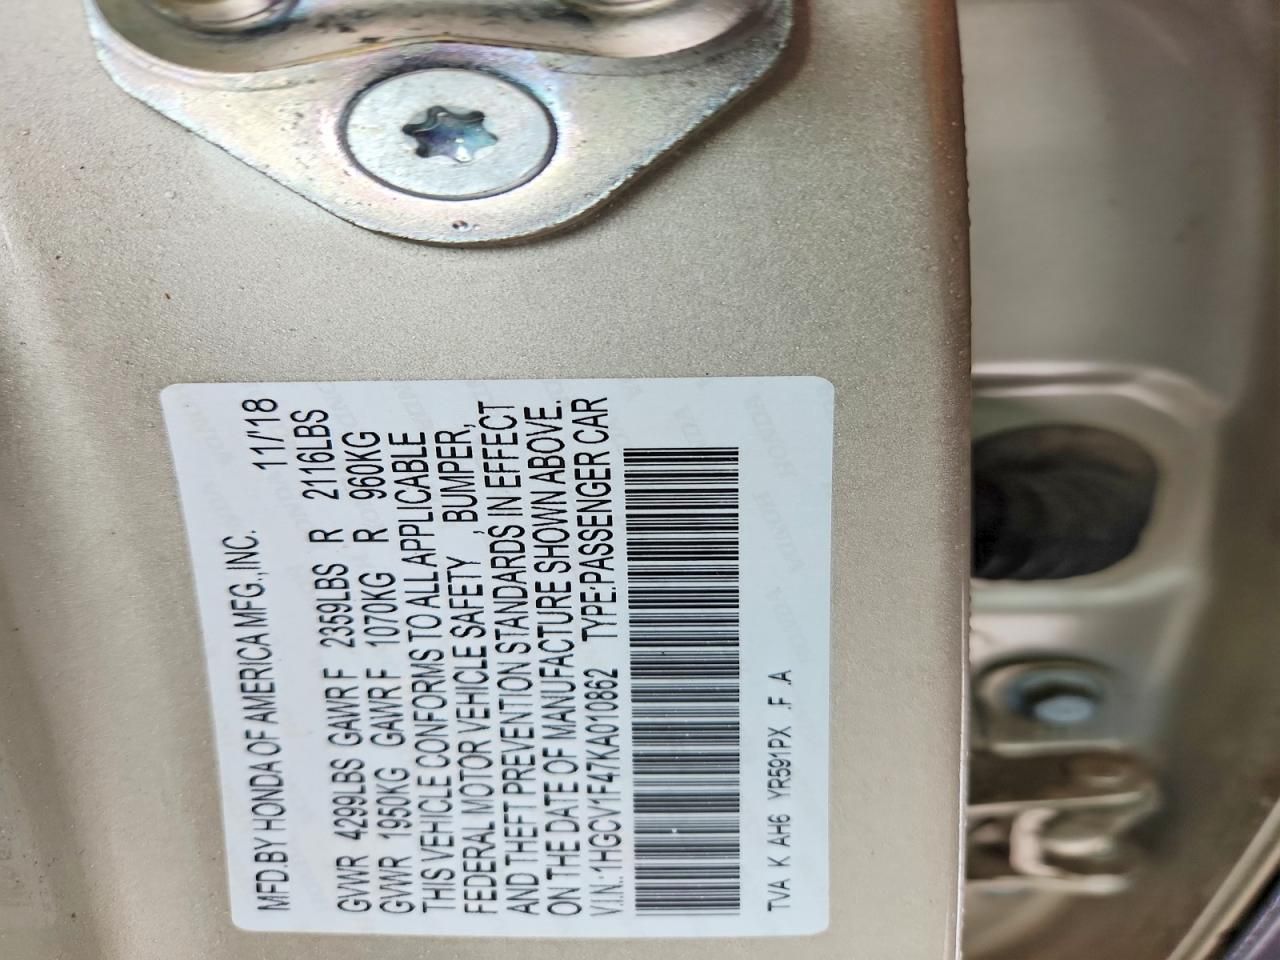 MFD.BY HONDA OF AMERICA MFG.,INC. 11/'18
GVWR 4299LBS GAWR F 2359LBS R 2116LBS
GVWR 1950KG GAWR F 1070KG R 960KG
THIS VEHICLE CONFORMS TO ALL APPLICABLE
FEDERAL MOTOR VEHICLE SAFETY , BUMPER,
AND THEFT PREVENTION STANDARDS IN EFFECT
ON THE DATE OF MANUFACTURE SHOWN ABOVE.
V.I.N.:1HGCV1F47KA010862 TYPE:PASSENGER CAR
TVA K AH6 YR591PX .F .A